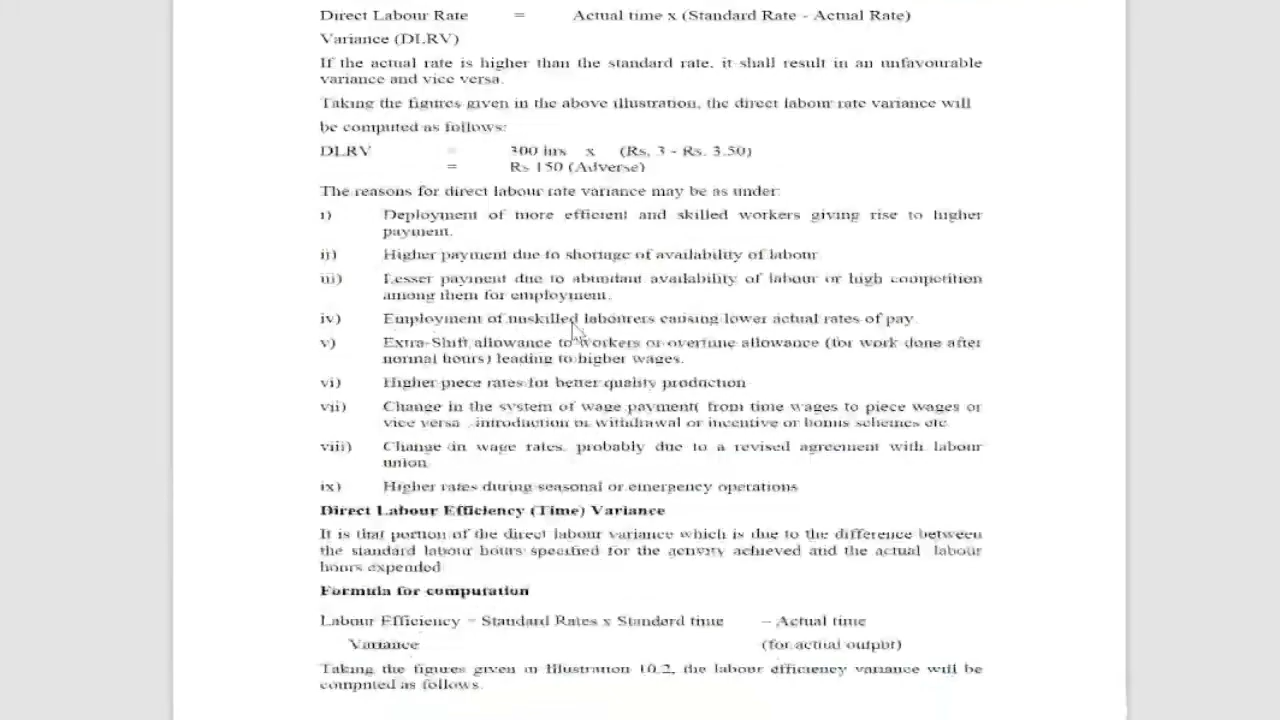 Direct Labour Rate = Actual time x (Standard Rate - Actual Rate)
Variance (DLRV)
If the actual rate is higher than the standard rate, it shall result in an unfavourable
variance and vice versa.
Taking the figures given in the above illustration, the direct labour rate variance will
be computed as follows:
DLRV = 300 hrs x (Rs, 3 - Rs. 3.50)
= Rs 150 (Adverse)
The reasons for direct labour rate variance may be as under:
i) Deployment of more efficient and skilled workers giving rise to higher
payment.
ii) Higher payment due to shortage of availability of labour
iii) Lesser payment due to abundant availability of labour or high competition
among them for employment.
iv) Employment of unskilled labourers causing lower actual rates of pay
v) Extra-Shift allowance to workers or overtime allowance (for work done after
normal hours) leading to higher wages.
vi) Higher piece rates for better quality production
vii) Change in the system of wage payment( from time wages to piece wages or
vice versa introduction or withdrawal or incentive or bonus schemes etc
viii) Change in wage rates, probably due to a revised agreement with labour
union
ix) Higher rates during seasonal or emergency operations
Direct Labour Efficiency (Time) Variance
It is that portion of the direct labour variance which is due to the difference between
the standard labour hours specified for the activity achieved and the actual labour
hours expended
Formula for computation
Labour Efficiency = Standard Rates x Standard time – Actual time
Variance (for actual output)
Taking the figures given in Illustration 10.2, the labour efficiency variance will be
computed as follows.